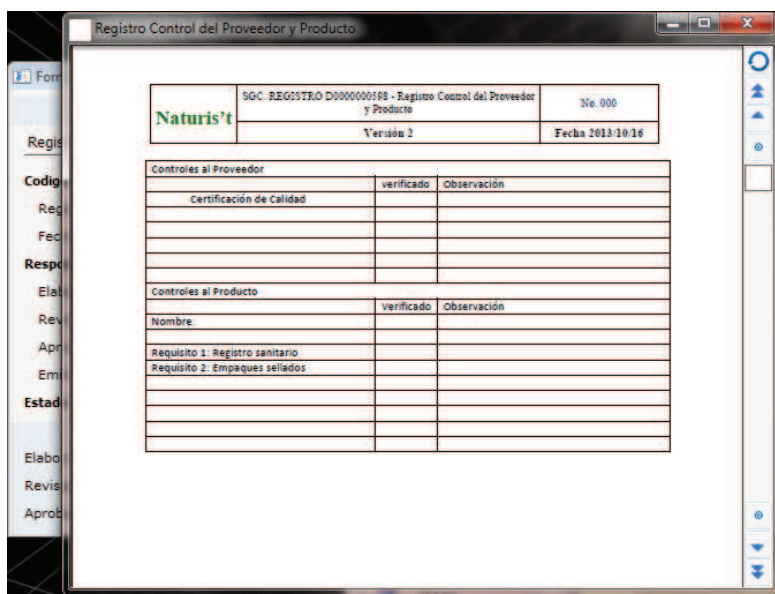 Registro Control del Proveedor y Producto
Form
Regis
Codig
Reg
Fec
Respo
Elab
Rev
Apr
Emi
Estad
Elabo
Revis
Aprob
Naturis't
SGC. REGISTRO D0000000598 - Registro Control del Proveedor
y Producto
No. 000
Versión 2
Fecha 2013/10/16
Controles al Proveedor
verificado Observación
Certificación de Calidad
Controles al Producto
Verificado Observación
Nombre:
Requisito 1: Registro sanitario
Requisito 2: Empaques sellados